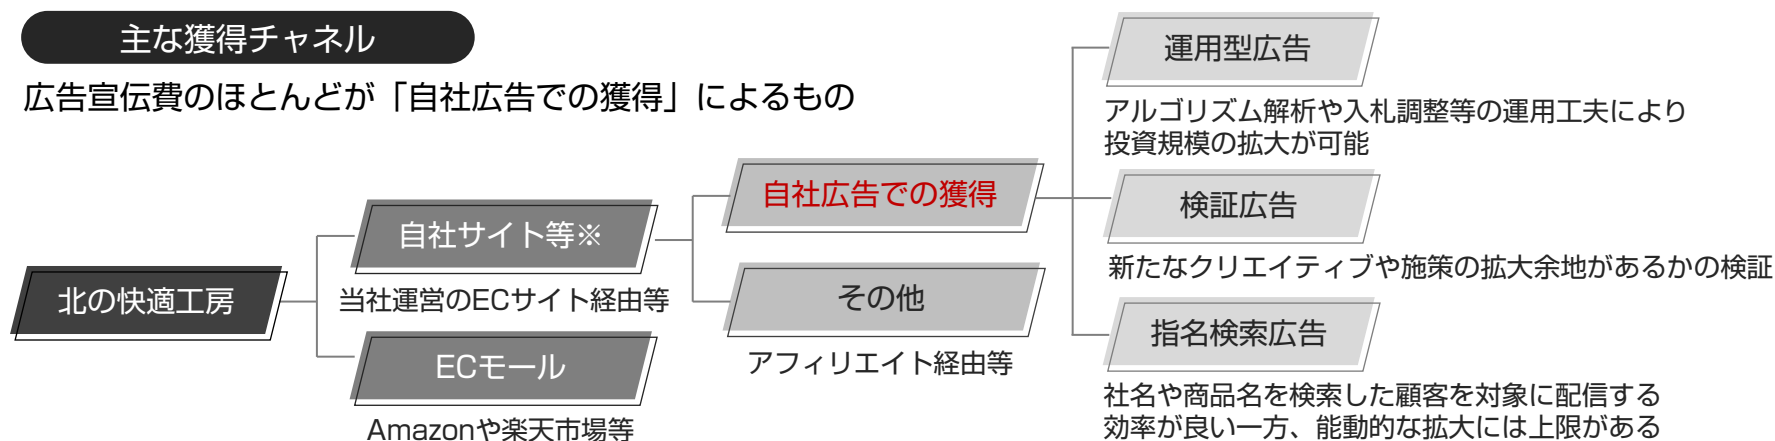 主な獲得チャネル
広告宣伝費のほとんどが「自社広告での獲得」によるもの
北の快適工房
自社サイト等※
当社運営のECサイト経由等
ECモール
Amazonや楽天市場等
自社広告での獲得
その他
アフィリエイト経由等
運用型広告
アルゴリズム解析や入札調整等の運用工夫により
投資規模の拡大が可能
検証広告
新たなクリエイティブや施策の拡大余地があるかの検証
指名検索広告
社名や商品名を検索した顧客を対象に配信する
効率が良い一方、能動的な拡大には上限がある